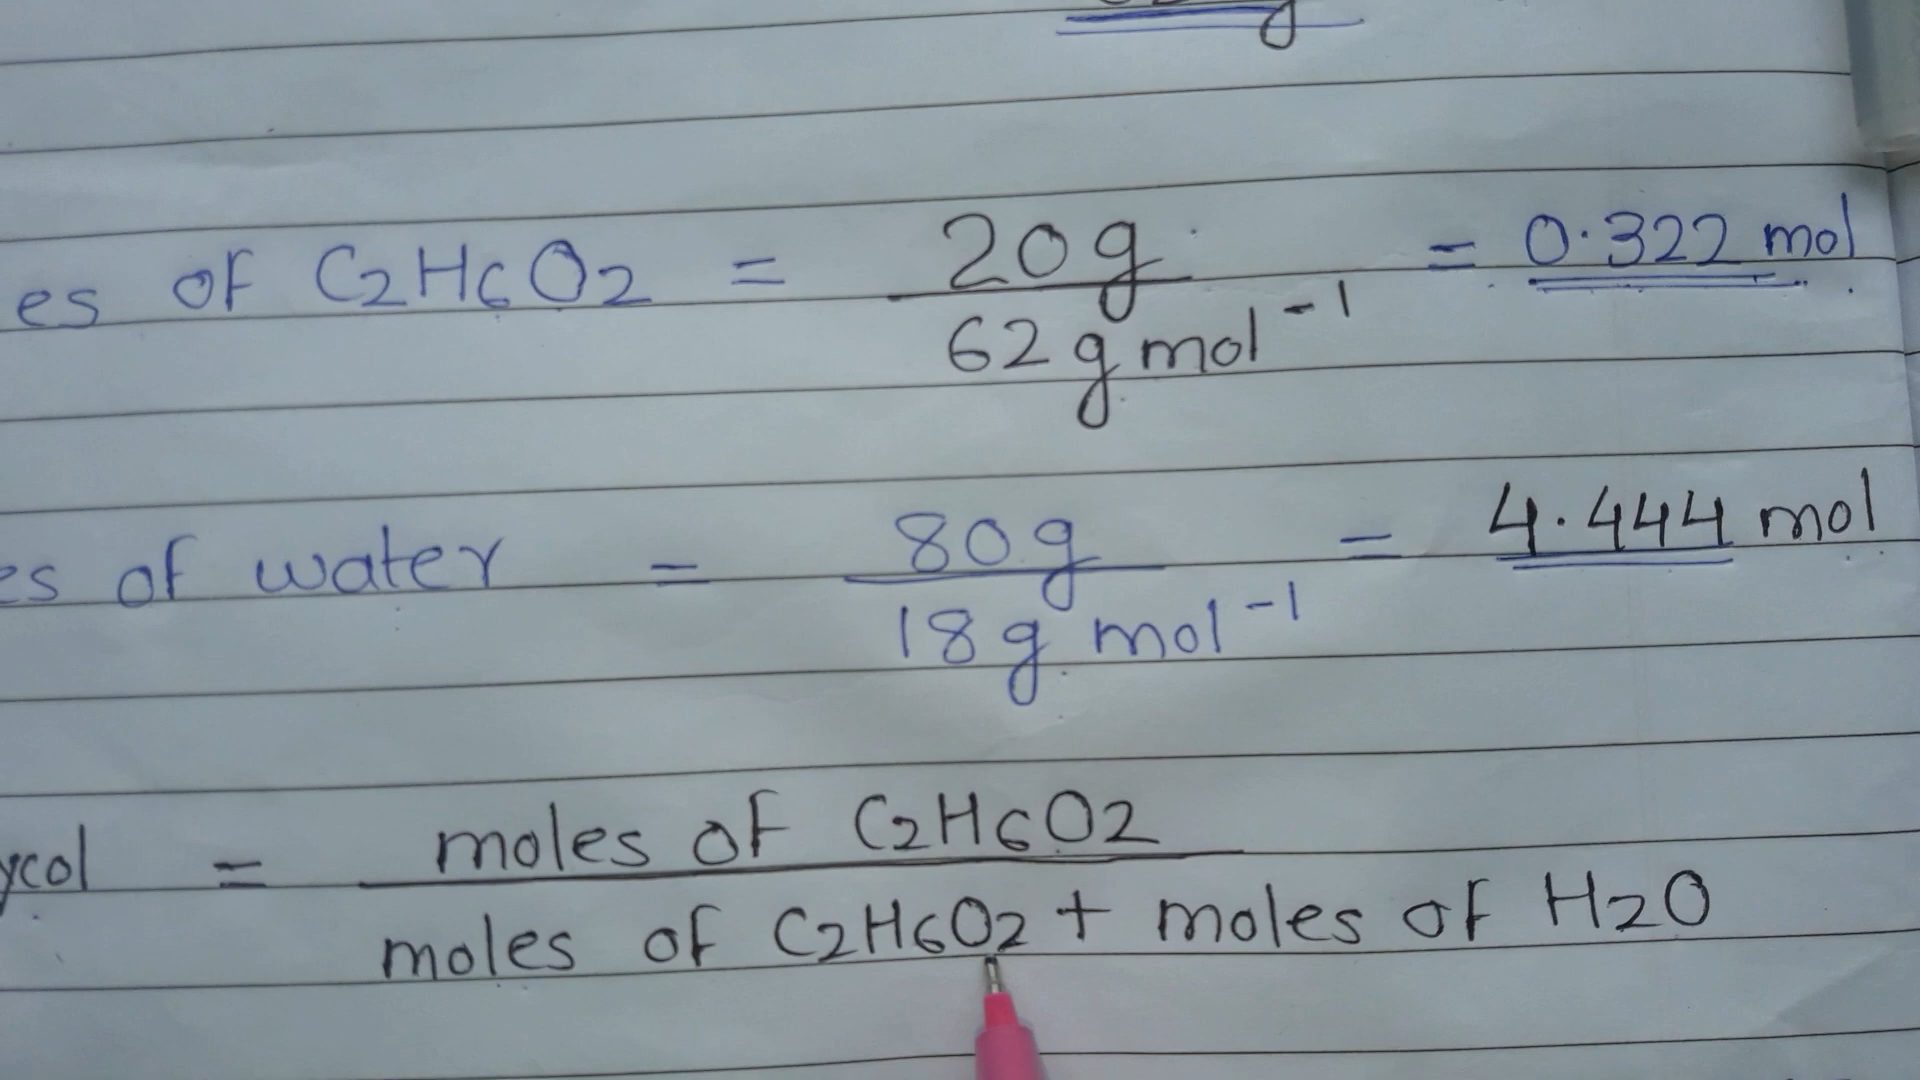 es of C2H6O2 = 20g = 0.322 mol
62 g mol-1
es of water = 80g = 4.444 mol
18g mol-1
ycol = moles of C2H6O2
moles of C2H6O2 + moles of H2O